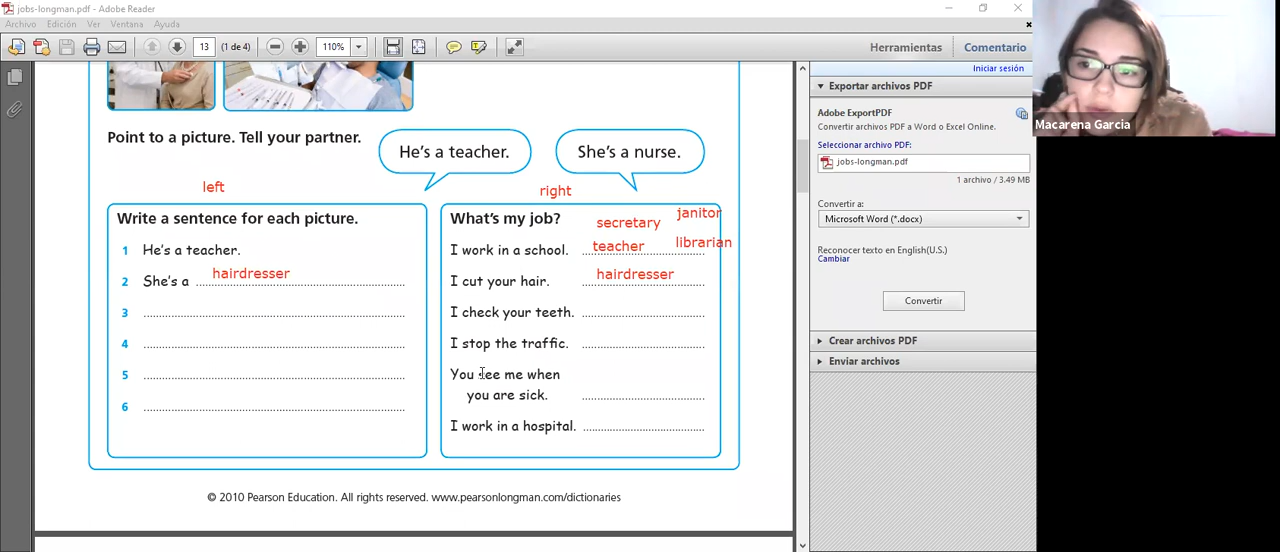 jobs-longman.pdf - Adobe Reader
Archivo Edición Ver Ventana Ayuda
13 (1 de 4) 110% Herramientas Comentario
Iniciar sesión
Exportar archivos PDF
Adobe ExportPDF
Convertir archivos PDF a Word o Excel Online.
Seleccionar archivo PDF:
jobs-longman.pdf
1 archivo / 3.49 MB
Convertir a:
Microsoft Word (*.docx)
Reconocer texto en English(U.S.)
Cambiar
Convertir
Crear archivos PDF
Enviar archivos
Macarena Garcia
Point to a picture. Tell your partner.
He's a teacher.
She's a nurse.
left
right
Write a sentence for each picture.
1 He's a teacher.
2 She's a hairdresser
3
4
5
6
What's my job?
secretary janitor
I work in a school. teacher librarian
I cut your hair. hairdresser
I check your teeth.
I stop the traffic.
You see me when
you are sick.
I work in a hospital.
© 2010 Pearson Education. All rights reserved. www.pearsonlongman.com/dictionaries